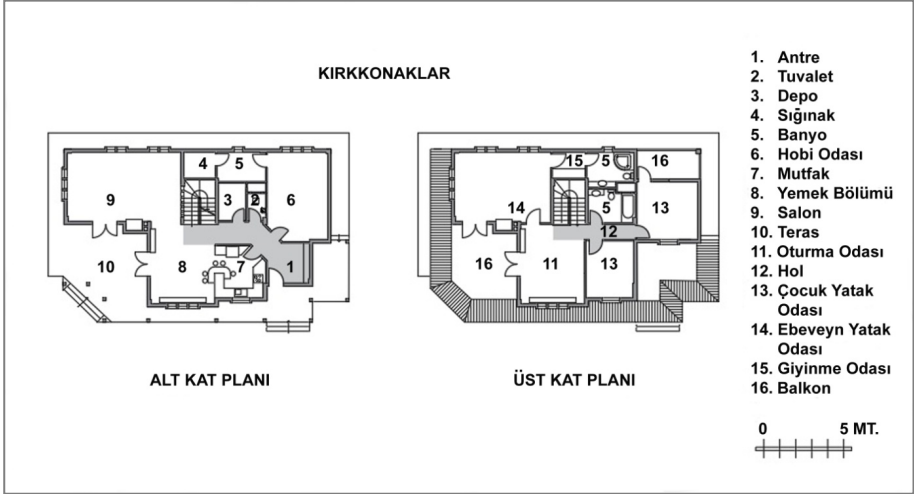 KIRKKONAKLAR
4
5
3
2
6
9
10
8
7
1
ALT KAT PLANI
15
5
16
14
5
13
12
16
11
13
ÜST KAT PLANI
1. Antre
2. Tuvalet
3. Depo
4. Sığınak
5. Banyo
6. Hobi Odası
7. Mutfak
8. Yemek Bölümü
9. Salon
10. Teras
11. Oturma Odası
12. Hol
13. Çocuk Yatak
Odası
14. Ebeveyn Yatak
Odası
15. Giyinme Odası
16. Balkon
0 5 MT.